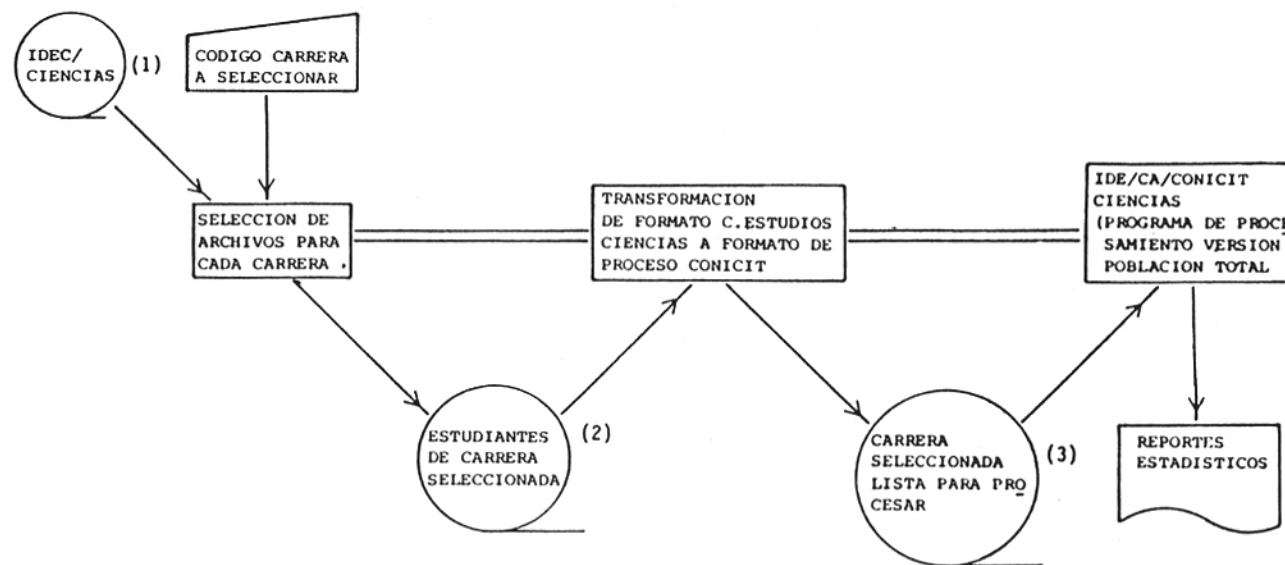 IDEC/
CIENCIAS
(1)
CODIGO CARRERA
A SELECCIONAR
SELECCION DE
ARCHIVOS PARA
CADA CARRERA .
TRANSFORMACION
DE FORMATO C.ESTUDIOS
CIENCIAS A FORMATO DE
PROCESO CONICIT
IDE/CA/CONICIT
CIENCIAS
(PROGRAMA DE PROCE
SAMIENTO VERSION
POBLACION TOTAL
ESTUDIANTES
DE CARRERA
SELECCIONADA
(2)
CARRERA
SELECCIONADA
LISTA PARA PRO
CESAR
(3)
REPORTES
ESTADISTICOS